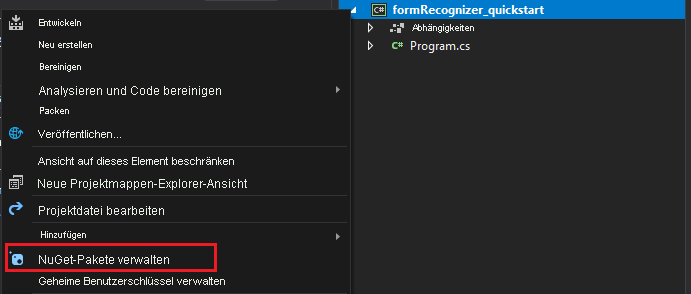 Entwickeln
Neu erstellen
Bereinigen
Analysieren und Code bereinigen
Packen
Veröffentlichen...
Ansicht auf dieses Element beschränken
Neue Projektmappen-Explorer-Ansicht
Projektdatei bearbeiten
Hinzufügen
NuGet-Pakete verwalten
Geheime Benutzerschlüssel verwalten
C# formRecognizer_quickstart
Abhängigkeiten
C# Program.cs